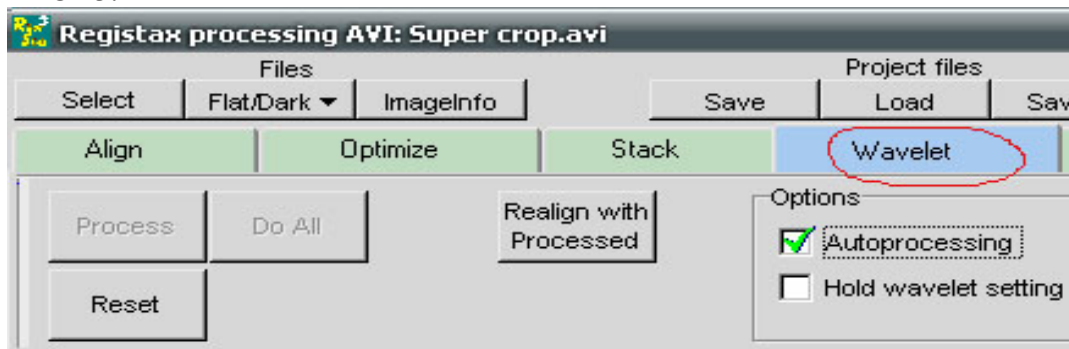 Registax processing AVI: Super crop.avi
Files
Project files
Select
Flat/Dark
ImageInfo
Save
Load
Sav
Align
Optimize
Stack
Wavelet
Process
Do All
Realign with
Processed
Options
Autoprocessing
Hold wavelet setting
Reset